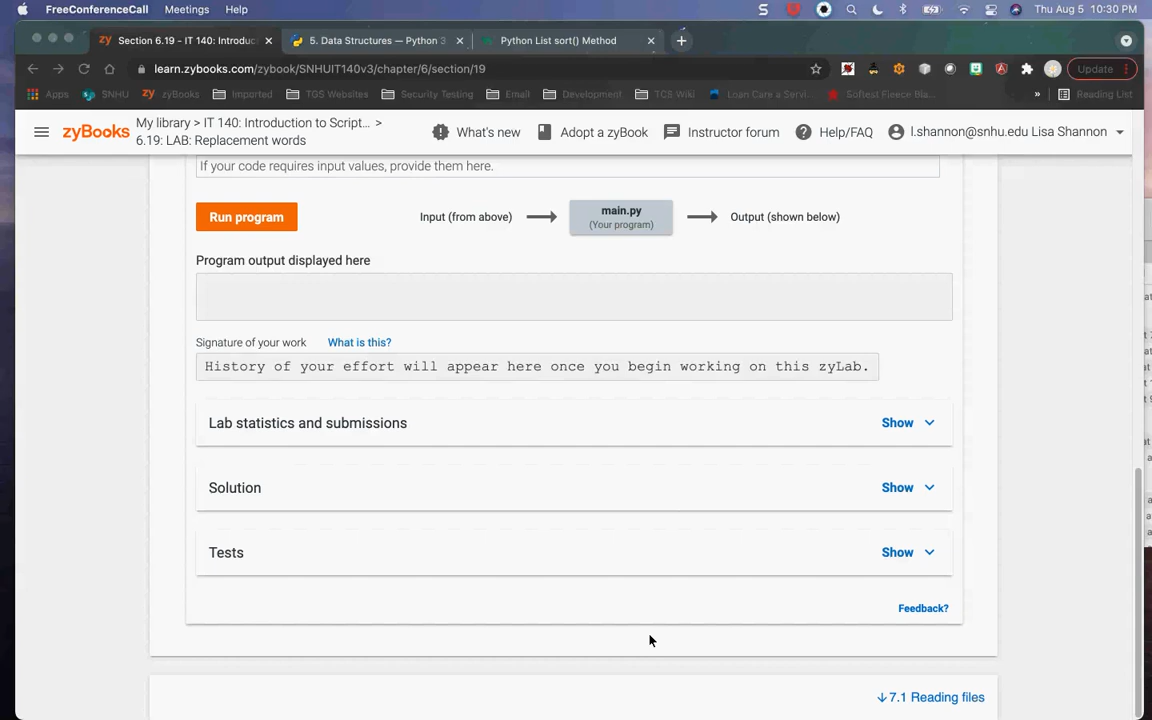 FreeConferenceCall Meetings Help Thu Aug 5 10:30 PM
Section 6.19 - IT 140: Introduc 5. Data Structures — Python 3 Python List sort() Method
learn.zybooks.com/zybook/SNHUIT140v3/chapter/6/section/19 Update
Apps SNHU zyBooks Imported TGS Websites Security Testing Email Development TCS Wiki Loan Care a Servi... Softest Fleece Bla... » Reading List
zyBooks My library > IT 140: Introduction to Script... >
6.19: LAB: Replacement words
What's new Adopt a zyBook Instructor forum Help/FAQ l.shannon@snhu.edu Lisa Shannon
If your code requires input values, provide them here.
Run program Input (from above) main.py
(Your program) Output (shown below)
Program output displayed here
Signature of your work What is this?
History of your effort will appear here once you begin working on this zyLab.
Lab statistics and submissions Show
Solution Show
Tests Show
Feedback?
7.1 Reading files